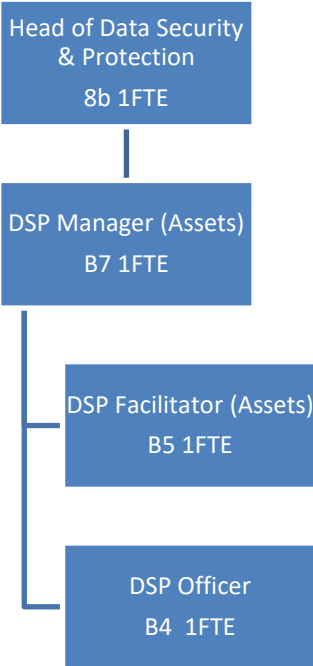 Head of Data Security
& Protection
8b 1FTE
DSP Manager (Assets)
B7 1FTE
DSP Facilitator (Assets)
B5 1FTE
DSP Officer
B4  1FTE